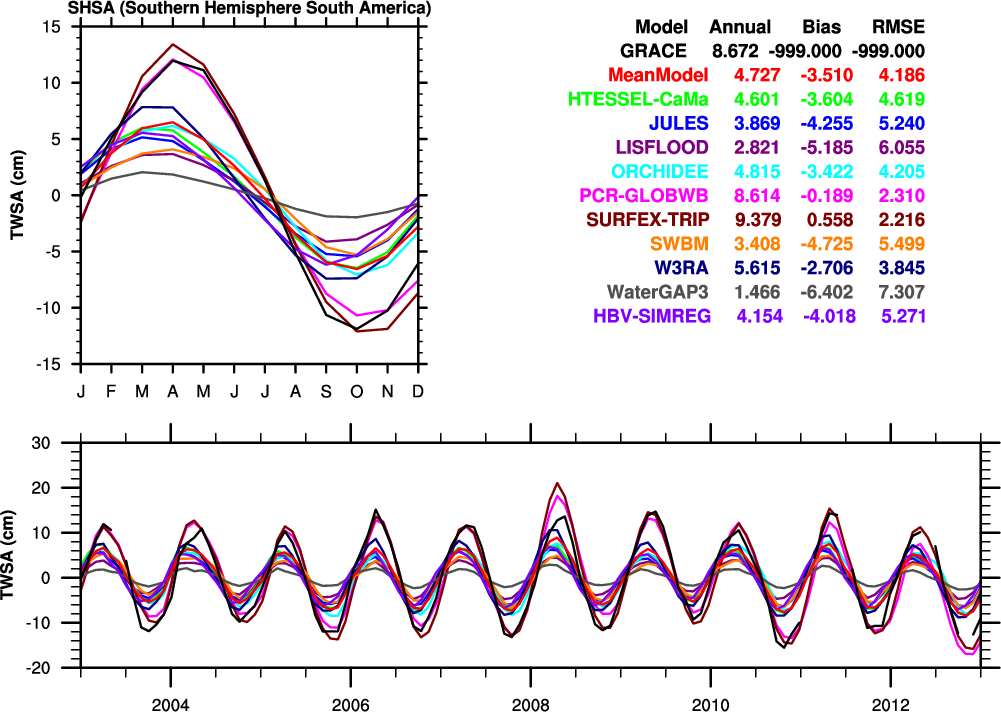 SHSA (Southern Hemisphere South America)
15
10
5
0
-5
-10
-15
TWSA (cm)
J F M A M J J A S O N D
Model Annual Bias RMSE
GRACE 8.672 -999.000 -999.000
MeanModel 4.727 -3.510 4.186
HTESSEL-CaMa 4.601 -3.604 4.619
JULES 3.869 -4.255 5.240
LISFLOOD 2.821 -5.185 6.055
ORCHIDEE 4.815 -3.422 4.205
PCR-GLOBWB 8.614 -0.189 2.310
SURFEX-TRIP 9.379 0.558 2.216
SWBM 3.408 -4.725 5.499
W3RA 5.615 -2.706 3.845
WaterGAP3 1.466 -6.402 7.307
HBV-SIMREG 4.154 -4.018 5.271
30
20
10
0
-10
-20
TWSA (cm)
2004 2006 2008 2010 2012